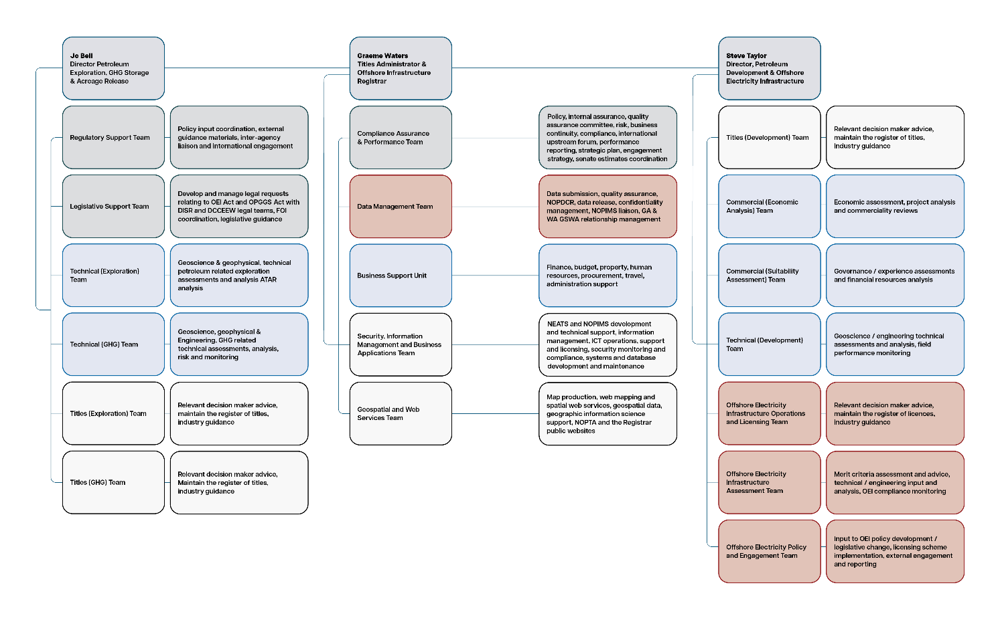 Jo Bell
Director Petroleum
Exploration, GHG Storage
& Acreage Release
Regulatory Support Team
Policy input coordination, external
guidance materials, inter-agency
liaison and international engagement
Legislative Support Team
Develop and manage legal requests
relating to OEI Act and OPGGS Act with
DISR and DCCEEW legal teams, FOI
coordination, legislative guidance
Technical (Exploration)
Team
Geoscience & geophysical, technical
petroleum related exploration
assessments and analysis ATAR
analysis
Technical (GHG) Team
Geoscience, geophysical &
Engineering, GHG related
technical assessments, analysis,
risk and monitoring
Titles (Exploration) Team
Relevant decision maker advice,
maintain the register of titles,
industry guidance
Titles (GHG) Team
Relevant decision maker advice,
Maintain the register of titles,
industry guidance
Graeme Waters
Titles Administrator &
Offshore Infrastructure
Registrar
Compliance Assurance
& Performance Team
Policy, internal assurance, quality
assurance committee, risk, business
continuity, compliance, international
upstream forum, performance
reporting, strategic plan, engagement
strategy, senate estimates coordination
Data Management Team
Data submission, quality assurance,
NOPDCR, data release, confidentiality
management, NOPIMS liaison, GA &
WA GSWA relationship management
Business Support Unit
Finance, budget, property, human
resources, procurement, travel,
administration support
Security, Information
Management and Business
Applications Team
NEATS and NOPIMS development
and technical support, information
management, ICT operations, support
and licensing, security monitoring and
compliance, systems and database
development and maintenance
Geospatial and Web
Services Team
Map production, web mapping and
spatial web services, geospatial data,
geographic information science
support, NOPTA and the Registrar
public websites
Steve Taylor
Director, Petroleum
Development & Offshore
Electricity Infrastructure
Titles (Development) Team
Relevant decision maker advice,
maintain the register of titles,
industry guidance
Commercial (Economic
Analysis) Team
Economic assessment, project analysis
and commerciality reviews
Commercial (Suitability
Assessment) Team
Governance / experience assessments
and financial resources analysis
Technical (Development)
Team
Geoscience / engineering technical
assessments and analysis, field
performance monitoring
Offshore Electricity
Infrastructure Operations
and Licensing Team
Relevant decision maker advice,
maintain the register of licences,
industry guidance
Offshore Electricity
Infrastructure
Assessment Team
Merit criteria assessment and advice,
technical / engineering input and
analysis, OEI compliance monitoring
Offshore Electricity Policy
and Engagement Team
Input to OEI policy development /
legislative change, licensing scheme
implementation, external engagement
and reporting